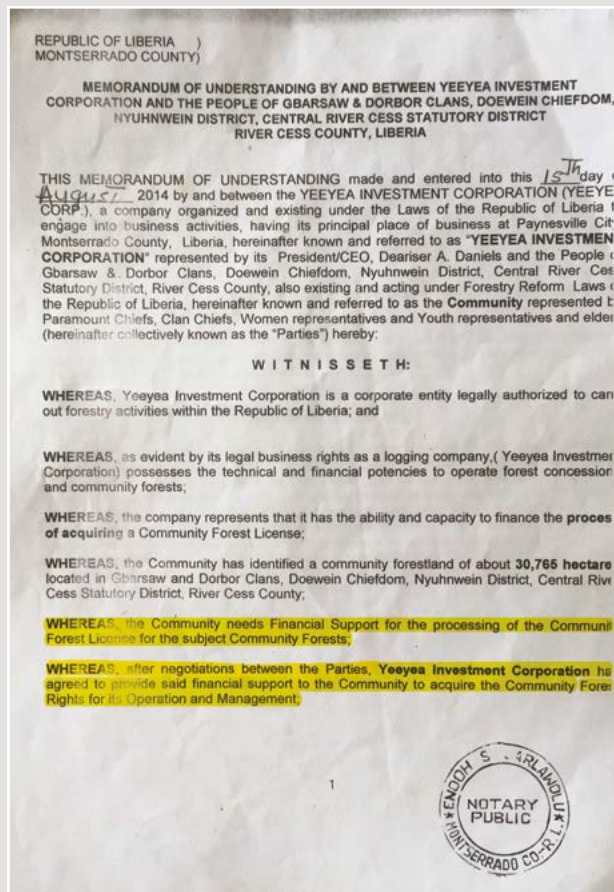 REPUBLIC OF LIBERIA )
MONTSERRADO COUNTY)
MEMORANDUM OF UNDERSTANDING BY AND BETWEEN YEEYEA INVESTMENT
CORPORATION AND THE PEOPLE OF GBARSAW & DORBOR CLANS, DOEWEIN CHIEFDOM,
NYUHNWEIN DISTRICT, CENTRAL RIVER CESS STATUTORY DISTRICT
RIVER CESS COUNTY, LIBERIA
THIS MEMORANDUM OF UNDERSTANDING made and entered into this 15Th day
August 2014 by and between the YEEYEA INVESTMENT CORPORATION (YEEYE
CORP.), a company organized and existing under the Laws of the Republic of Liberia t
engage into business activities, having its principal place of business at Paynesville Cit
Montserrado County, Liberia, hereinafter known and referred to as "YEEYEA INVESTMEN
CORPORATION" represented by its President/CEO, Deariser A. Daniels and the People
Gbarsaw & Dorbor Clans, Doewein Chiefdom, Nyuhnwein District, Central River Ces
Statutory District, River Cess County, also existing and acting under Forestry Reform Laws
the Republic of Liberia, hereinafter known and referred to as the Community represented b
Paramount Chiefs, Clan Chiefs, Women representatives and Youth representatives and elder
(hereinafter collectively known as the "Parties") hereby:
W I T N I S S E T H:
WHEREAS, Yeeyea Investment Corporation is a corporate entity legally authorized to carr
out forestry activities within the Republic of Liberia; and
WHEREAS, as evident by its legal business rights as a logging company,( Yeeyea Investmen
Corporation) possesses the technical and financial potencies to operate forest concession
and community forests;
WHEREAS, the company represents that it has the ability and capacity to finance the proces
of acquiring a Community Forest License;
WHEREAS, the Community has identified a community forestland of about 30,765 hectare
located in Gbarsaw and Dorbor Clans, Doewein Chiefdom, Nyuhnwein District, Central Rive
Cess Statutory District, River Cess County;
WHEREAS, the Community needs Financial Support for the processing of the Communit
Forest License for the subject Community Forests;
WHEREAS, after negotiations between the Parties, Yeeyea Investment Corporation ha
agreed to provide said financial support to the Community to acquire the Community Fores
Rights for its Operation and Management;
1
ENOCH S. ARLAWOLU
NOTARY
PUBLIC
MONTSERRADO CO-R.L.